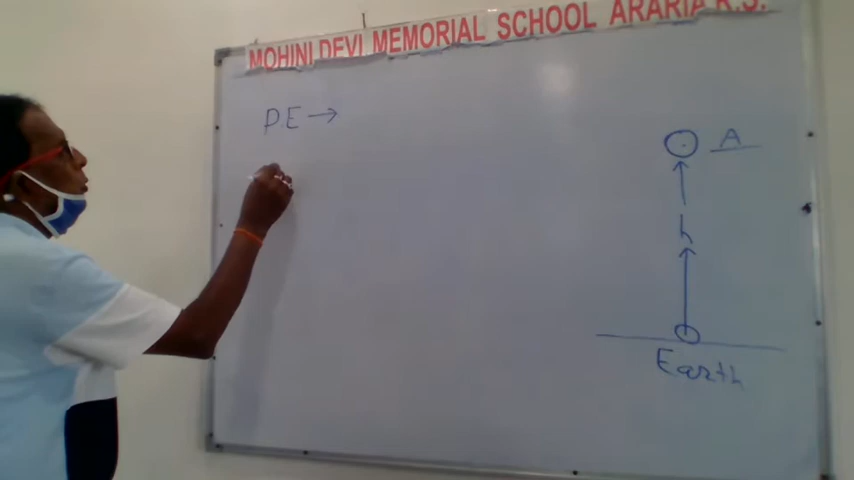 MOHINI DEVI MEMORIAL SCHOOL ARARIA R.S.
PE →
A
h
Earth